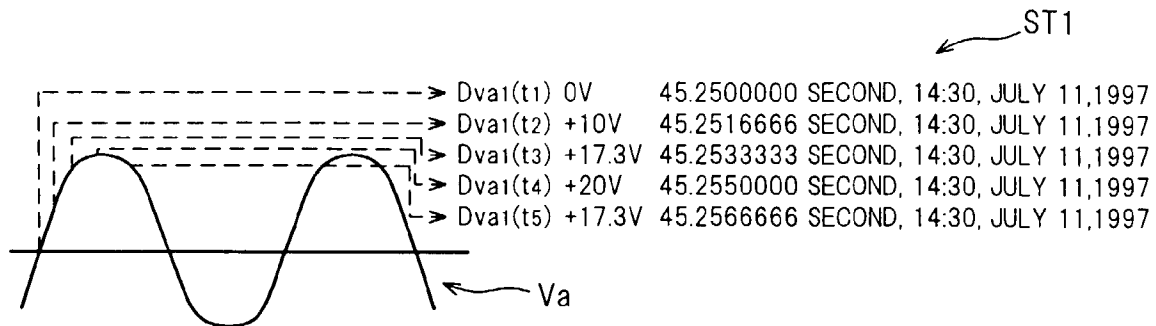 ST1
Dva1(t1) 0V 45.2500000 SECOND, 14:30, JULY 11,1997
Dva1(t2) +10V 45.2516666 SECOND, 14:30, JULY 11,1997
Dva1(t3) +17.3V 45.2533333 SECOND, 14:30, JULY 11,1997
Dva1(t4) +20V 45.2550000 SECOND, 14:30, JULY 11,1997
Dva1(t5) +17.3V 45.2566666 SECOND, 14:30, JULY 11,1997
Va